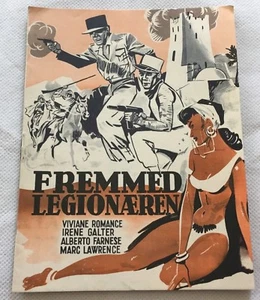 FREMMED
LEGIONÆREN
VIVIANE ROMANCE
IRENE GALTER
ALBERTO FARNESE
MARC LAWRENCE